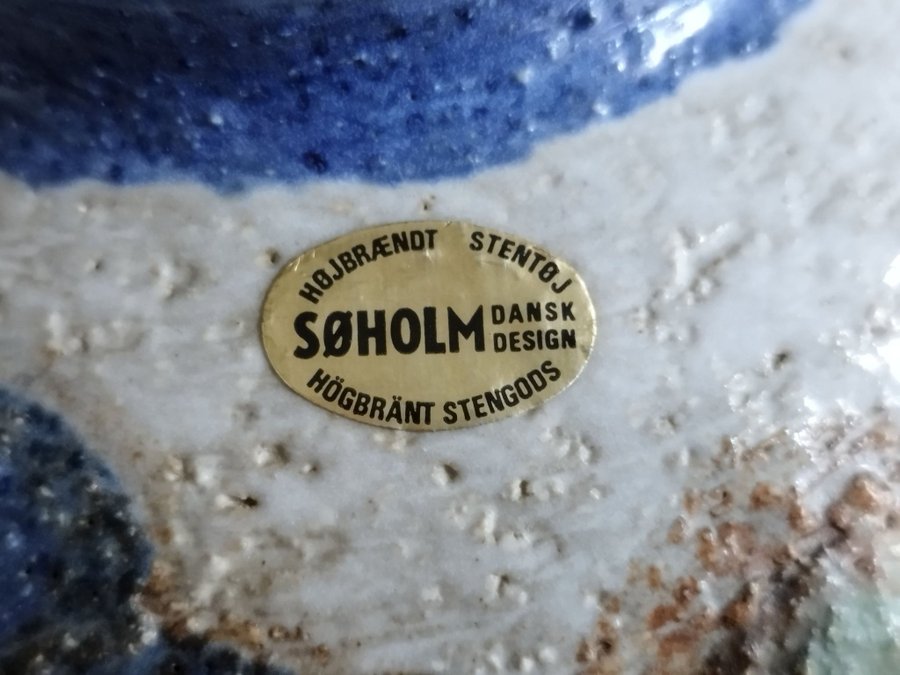 HØJBRÆNDT STENTØJ
SØHOLM DANSK
DESIGN
HÖGBRÄNT STENGODS